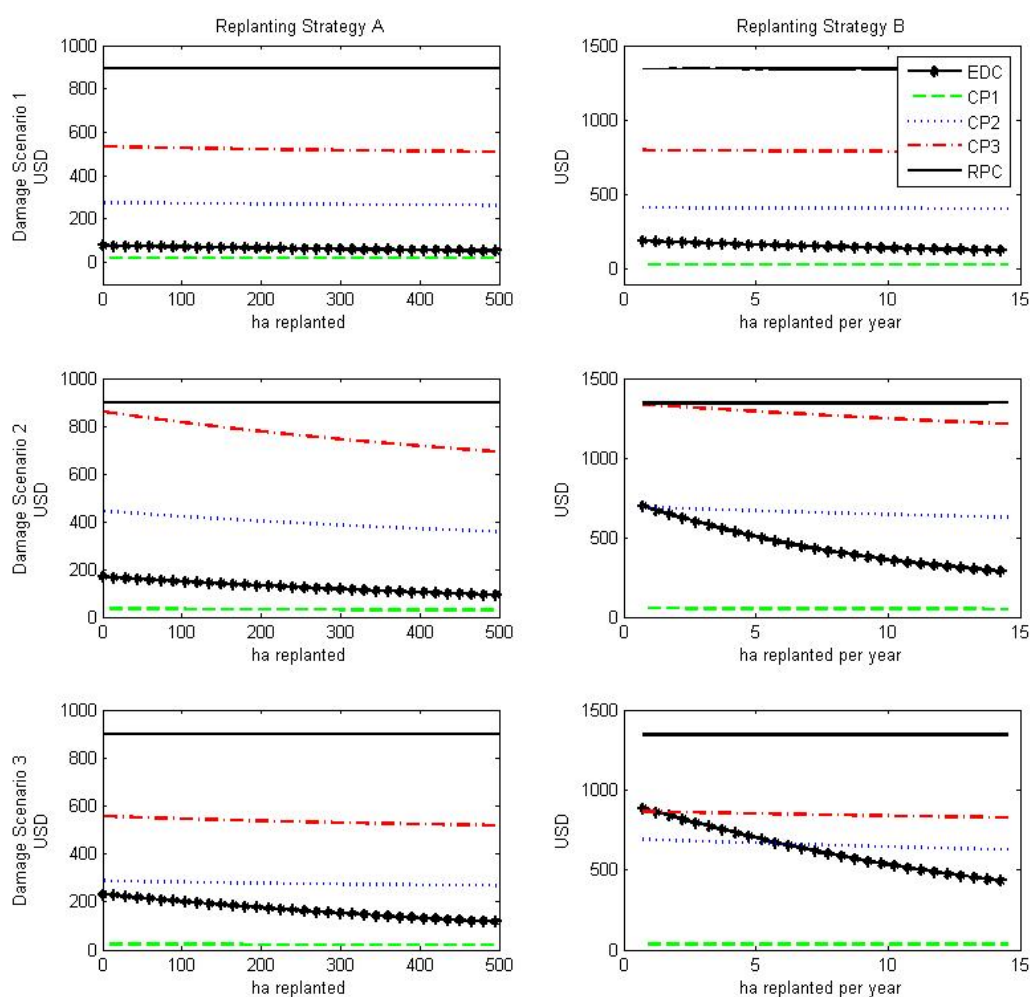 Replanting Strategy A
1000
800
600
400
200
0
Damage Scenario 1
USD
0 100 200 300 400 500
ha replanted
Replanting Strategy B
1500
1000
500
0
USD
EDC
CP1
CP2
CP3
RPC
0 5 10 15
ha replanted per year
1000
800
600
400
200
0
Damage Scenario 2
USD
0 100 200 300 400 500
ha replanted
1500
1000
500
0
USD
0 5 10 15
ha replanted per year
1000
800
600
400
200
0
Damage Scenario 3
USD
0 100 200 300 400 500
ha replanted
1500
1000
500
0
USD
0 5 10 15
ha replanted per year